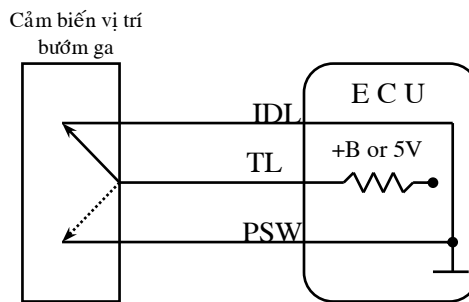 Cảm biến vị trí
bướm ga
E C U
IDL
+B or 5V
TL
PSW